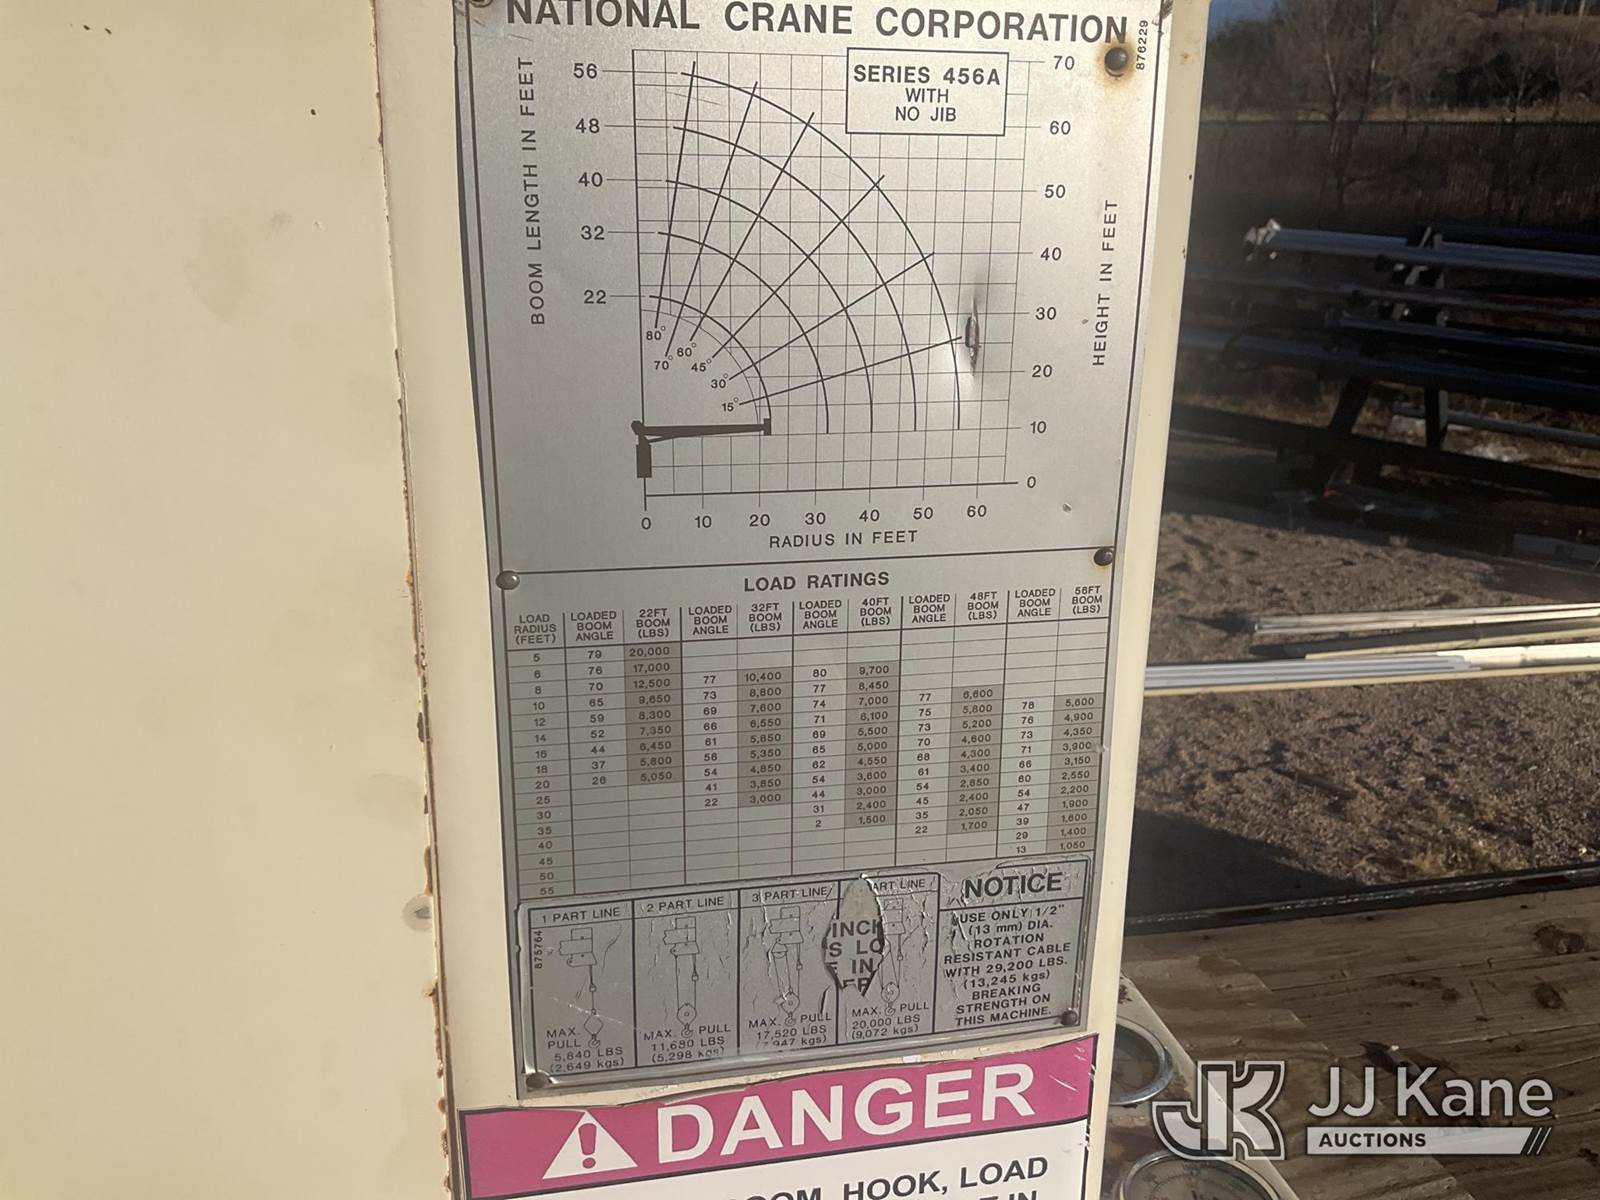 NATIONAL CRANE CORPORATION
876229
SERIES 456A
WITH
NO JIB
BOOM LENGTH IN FEET
56
48
40
32
22
80°
70°
60°
45°
30°
15°
70
60
50
40
30
20
10
0
HEIGHT IN FEET
0 10 20 30 40 50 60
RADIUS IN FEET
LOAD RATINGS
LOAD RADIUS (FEET) LOADED BOOM ANGLE 22FT BOOM (LBS) LOADED BOOM ANGLE 32FT BOOM (LBS) LOADED BOOM ANGLE 40FT BOOM (LBS) LOADED BOOM ANGLE 48FT BOOM (LBS) LOADED BOOM ANGLE 56FT BOOM (LBS)
5 79 20,000
6 76 17,000
8 70 12,500 77 10,400 80 9,700
10 65 9,650 73 8,800 77 8,450
12 59 8,300 69 7,600 74 7,000 77 6,600
14 52 7,350 66 6,550 71 6,100 75 5,800 78 5,600
16 44 6,450 61 5,850 69 5,500 73 5,200 76 4,900
18 37 5,800 58 5,350 65 5,000 70 4,600 73 4,350
20 26 5,050 54 4,850 62 4,550 68 4,300 71 3,900
25 41 3,850 54 3,600 61 3,400 66 3,150
30 22 3,000 44 3,000 54 2,850 60 2,550
35 31 2,400 45 2,400 54 2,200
40 2 1,500 35 2,050 47 1,900
45 22 1,700 39 1,600
50 29 1,400
55 13 1,050
1 PART LINE
875764
MAX.
PULL
5,840 LBS
(2,649 kgs)
2 PART LINE
MAX. PULL
11,680 LBS
(5,298 kgs)
3 PART LINE
MAX. PULL
17,520 LBS
(7,947 kgs)
PART LINE
MAX. PULL
20,000 LBS
(9,072 kgs)
NOTICE
USE ONLY 1/2"
(13 mm) DIA.
ROTATION
RESISTANT CABLE
WITH 29,200 LBS.
(13,245 kgs)
BREAKING
STRENGTH ON
THIS MACHINE.
DANGER
BOOM, HOOK, LOAD
IN
JK JJ Kane
AUCTIONS